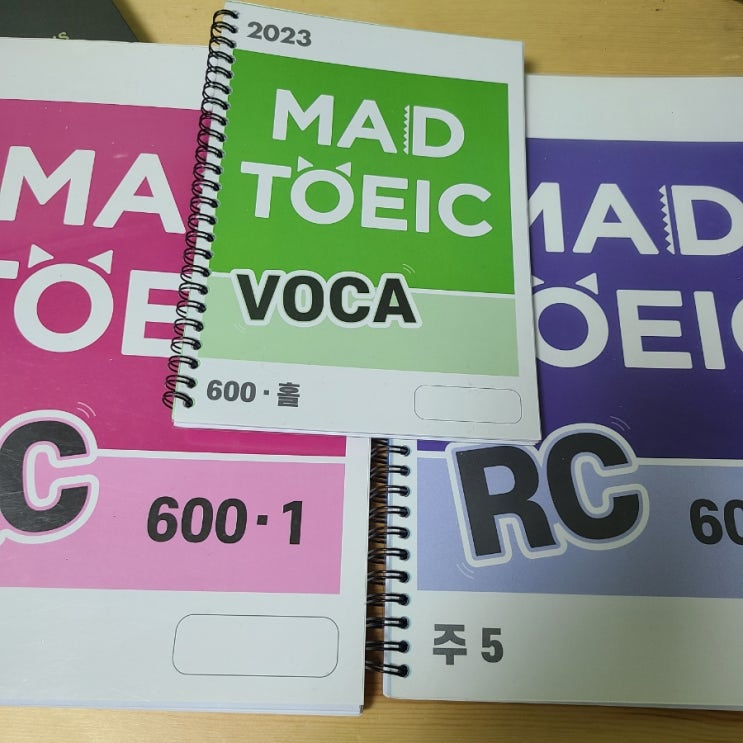 2023
MAD
TOEIC
VOCA
600·홀
MA
TOE
C
600·1
MAD
TOEIC
RC
60
주 5